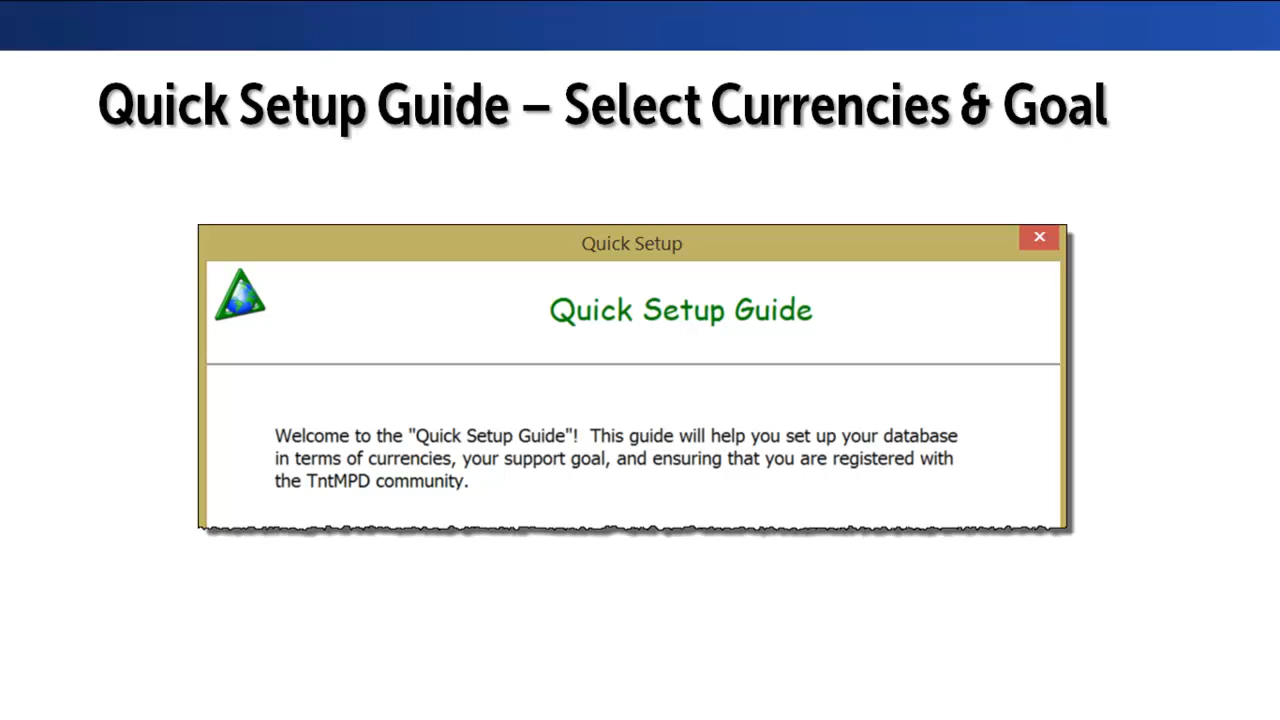 Quick Setup Guide – Select Currencies & Goal
Quick Setup
Quick Setup Guide
Welcome to the "Quick Setup Guide"!  This guide will help you set up your database
in terms of currencies, your support goal, and ensuring that you are registered with
the TntMPD community.